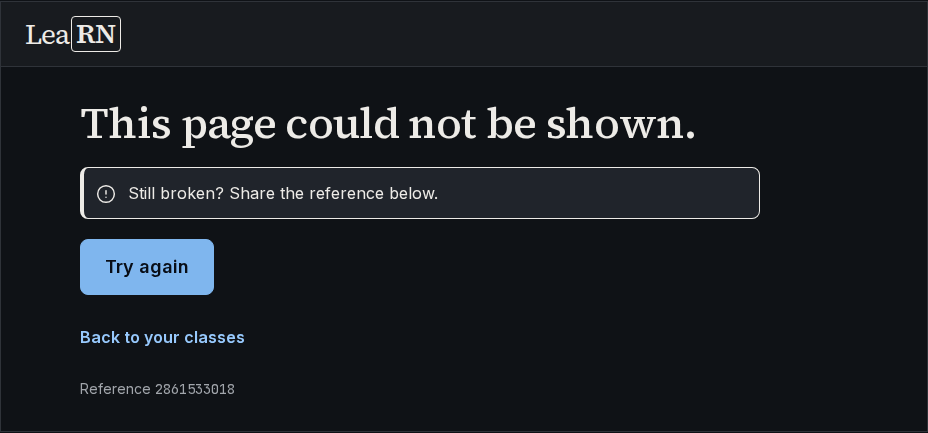 LeaRN
This page could not be shown.
Still broken? Share the reference below.
Try again
Back to your classes
Reference 2861533018